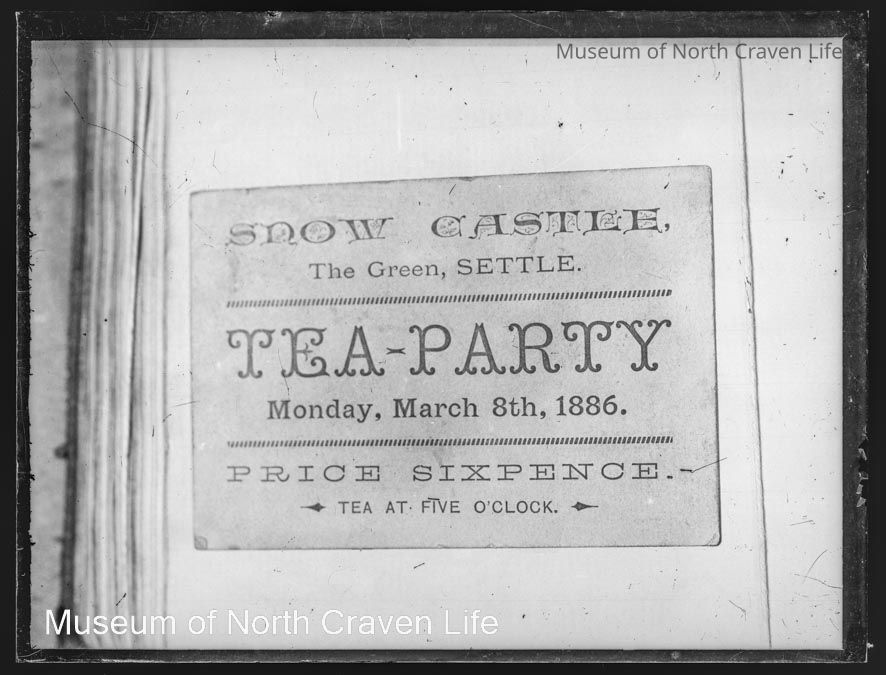 Museum of North Craven Life
SNOW CASTLE,
The Green, SETTLE.
TEA-PARTY
Monday, March 8th, 1886.
PRICE SIXPENCE.
TEA AT FIVE O'CLOCK.
Museum of North Craven Life